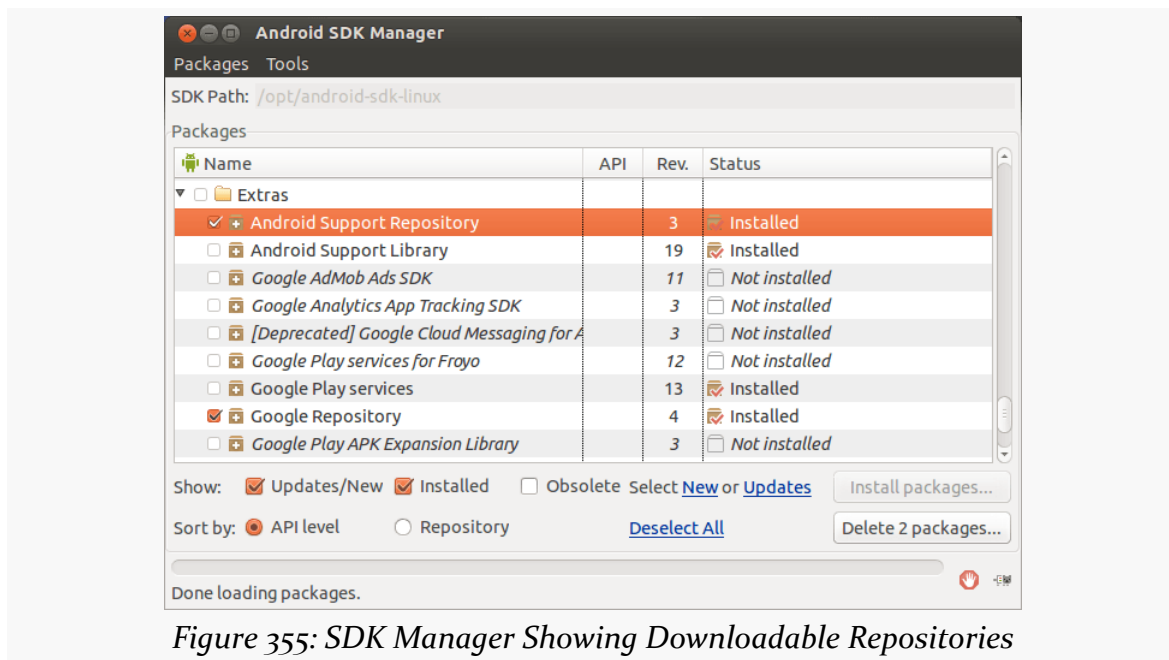 Android SDK Manager
Packages Tools
SDK Path: /opt/android-sdk-linux
Packages
Name API Rev. Status
Extras
Android Support Repository 3 Installed
Android Support Library 19 Installed
Google AdMob Ads SDK 11 Not installed
Google Analytics App Tracking SDK 3 Not installed
[Deprecated] Google Cloud Messaging for A 3 Not installed
Google Play services for Froyo 12 Not installed
Google Play services 13 Installed
Google Repository 4 Installed
Google Play APK Expansion Library 3 Not installed
Show: Updates/New Installed Obsolete Select New or Updates Install packages...
Sort by: API level Repository Deselect All Delete 2 packages...
Done loading packages.
Figure 355: SDK Manager Showing Downloadable Repositories